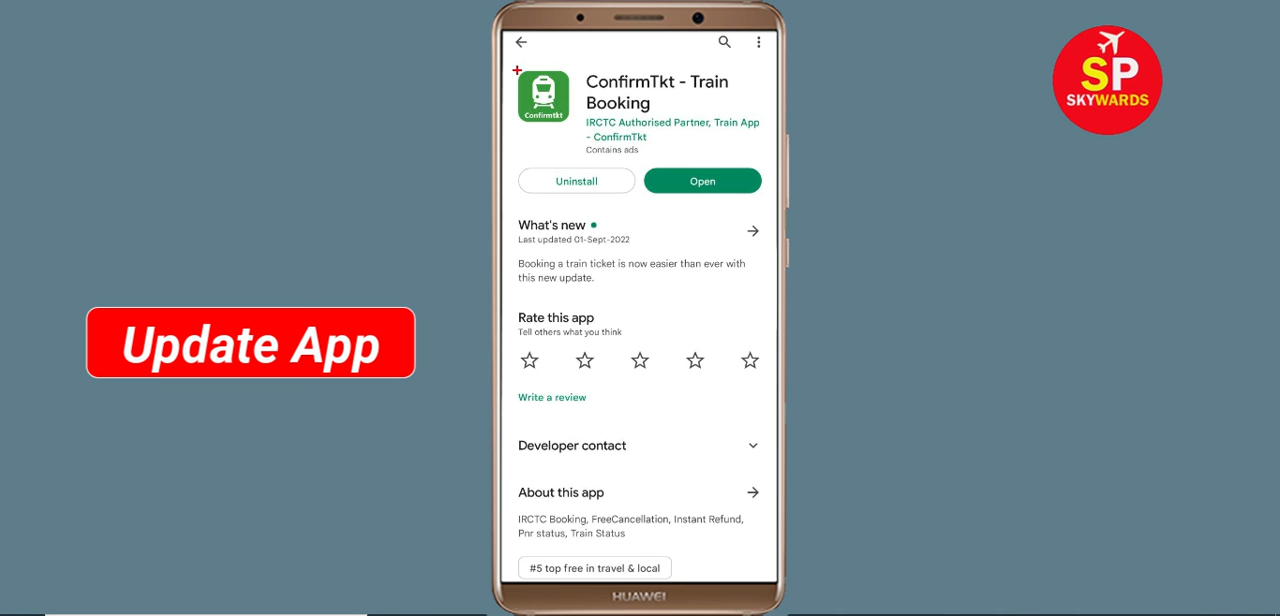 SP
SKYWARDS
Confirmtkt
ConfirmTkt - Train
Booking
IRCTC Authorised Partner, Train App
- ConfirmTkt
Contains ads
Uninstall
Open
What's new
Last updated 01-Sept-2022
Booking a train ticket is now easier than ever with
this new update.
Rate this app
Tell others what you think
Update App
Write a review
Developer contact
About this app
IRCTC Booking, FreeCancellation, Instant Refund,
Pnr status, Train Status
#5 top free in travel & local
HUAWEI